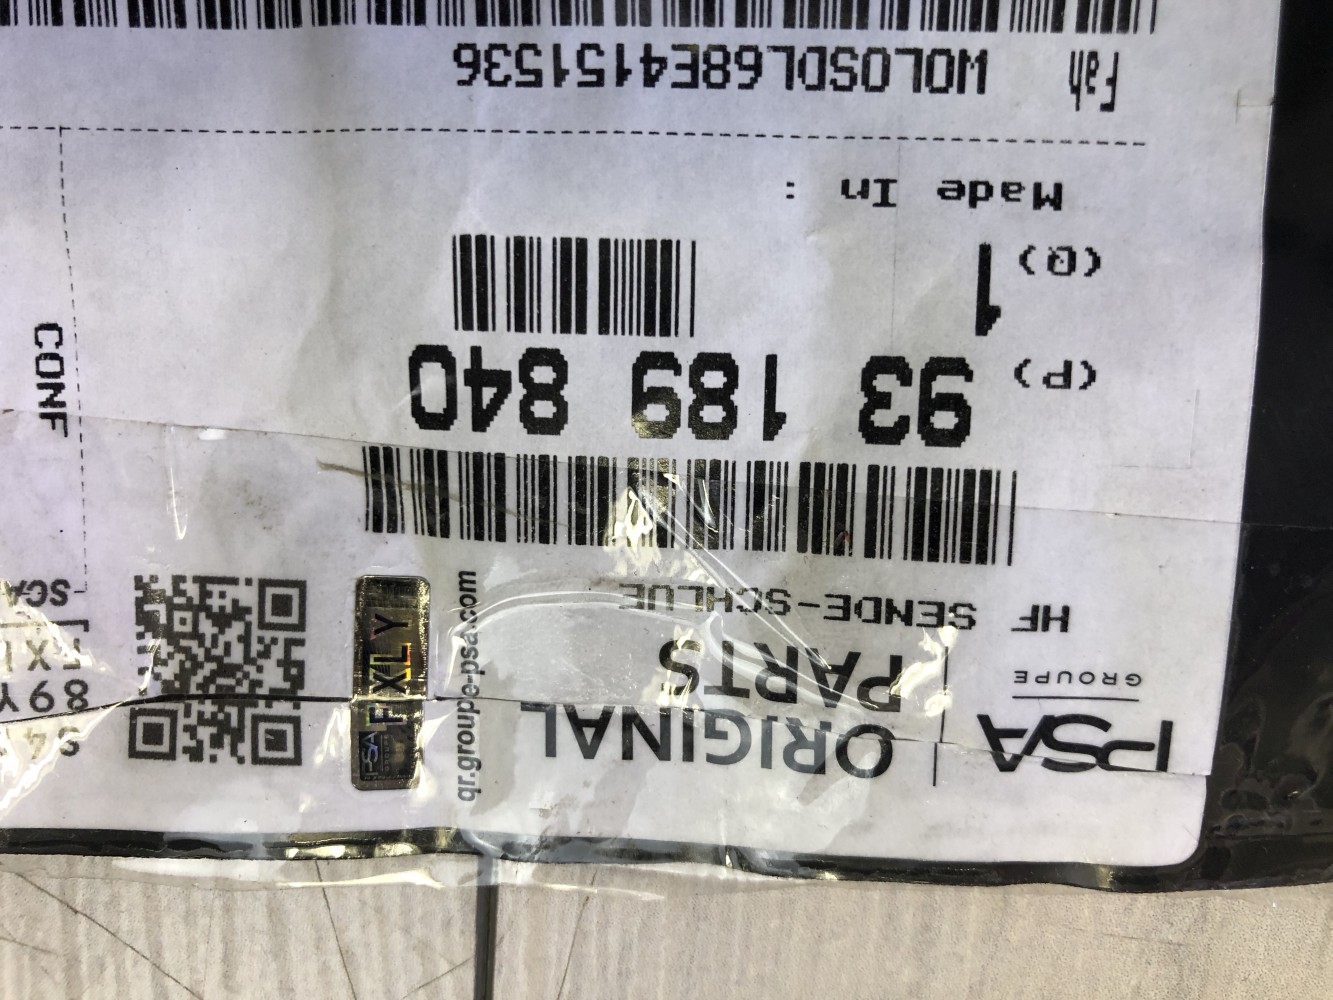 PSA
GROUPE
ORIGINAL
PARTS
qr.groupe-psa.com
PSA
FXLY
HF SENDE-SCHLUE
(P) 93 189 840
(Q) 1
Made In :
CONF
Fah W0L0SDL68E4151536